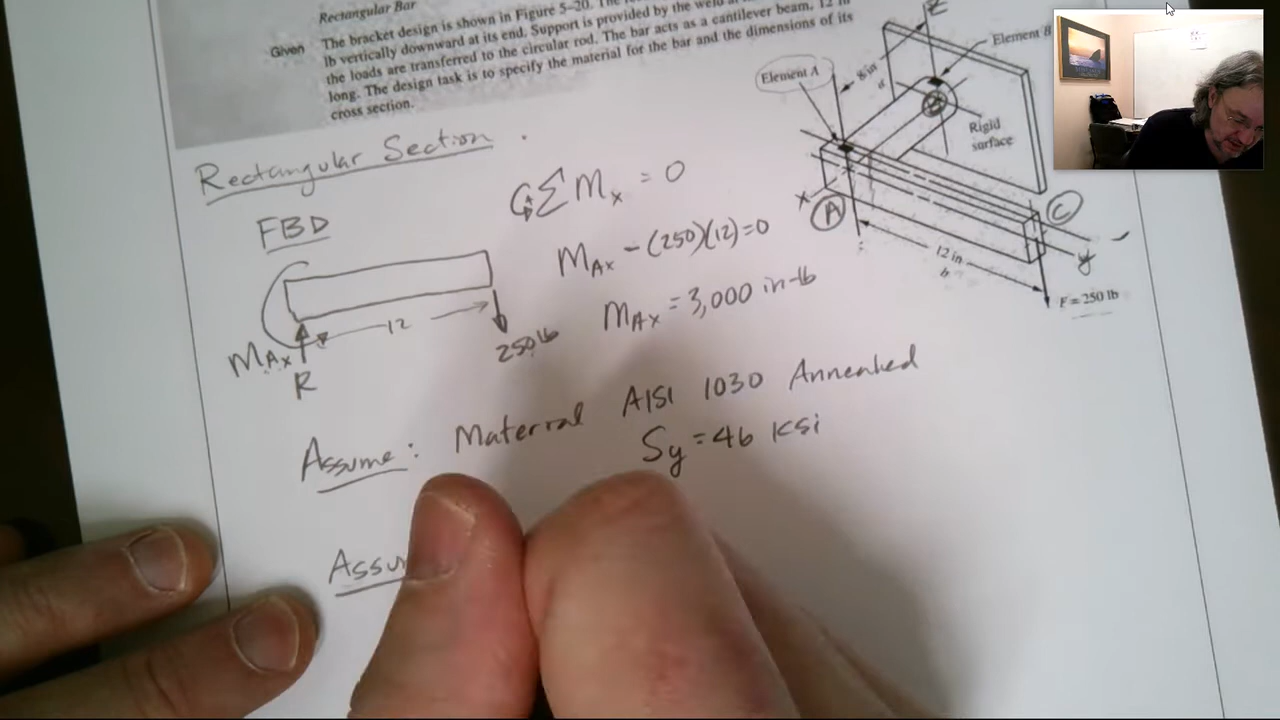 Rectangular Bar
Given
The bracket design is shown in Figure 5–20. The
lb vertically downward at its end. Support is provided by the weld at
the loads are transferred to the circular rod. The bar acts as a cantilever beam, 12 in
long. The design task is to specify the material for the bar and the dimensions of its
cross section.
Rectangular Section.
FBD
MAx
R
12
250 lb
ΣMx = 0
MAx - (250)(12)=0
MAx = 3,000 in-lb
Assume: Material AISI 1030 Annealed
Sy = 46 ksi
Assu
Element A
8 in
a
Z
Element B
Rigid
surface
X
A
C
12 in
b
y
F = 250 lb